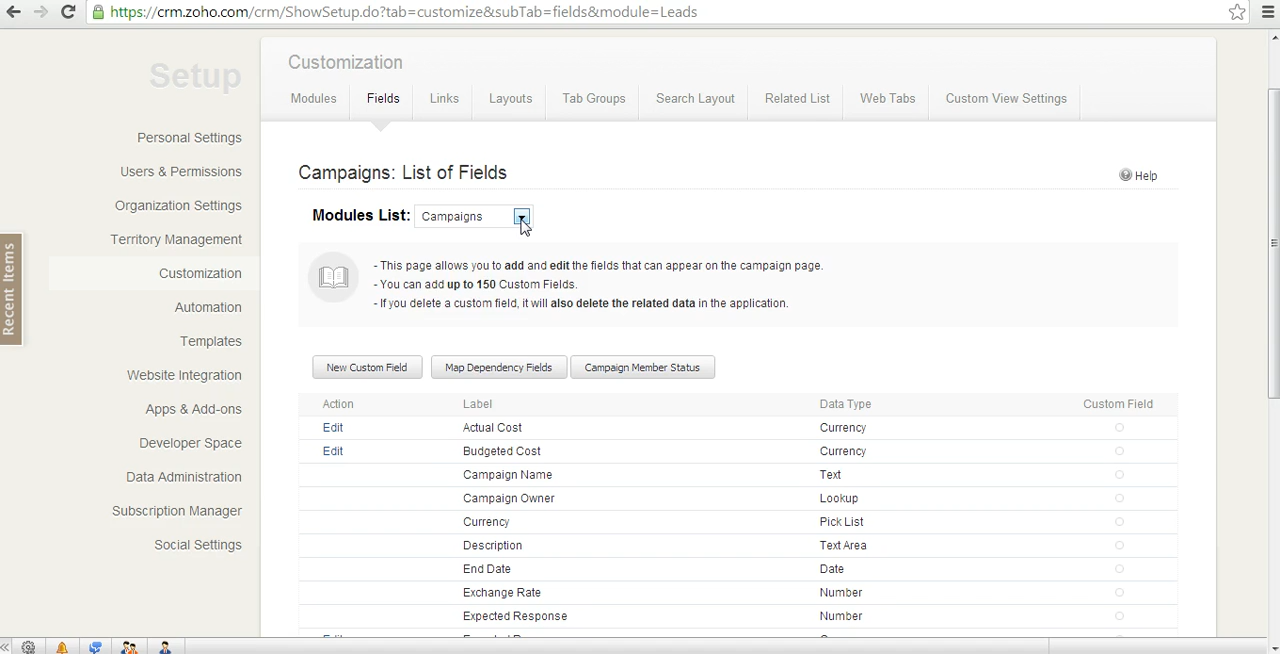 https://crm.zoho.com/crm/ShowSetup.do?tab=customize&subTab=fields&module=Leads
Setup
Personal Settings
Users & Permissions
Organization Settings
Territory Management
Customization
Automation
Templates
Website Integration
Apps & Add-ons
Developer Space
Data Administration
Subscription Manager
Social Settings
Recent Items
Customization
Modules Fields Links Layouts Tab Groups Search Layout Related List Web Tabs Custom View Settings
Campaigns: List of Fields
Help
Modules List: Campaigns
- This page allows you to add and edit the fields that can appear on the campaign page.
- You can add up to 150 Custom Fields.
- If you delete a custom field, it will also delete the related data in the application.
New Custom Field Map Dependency Fields Campaign Member Status
Action Label Data Type Custom Field
Edit Actual Cost Currency
Edit Budgeted Cost Currency
Campaign Name Text
Campaign Owner Lookup
Currency Pick List
Description Text Area
End Date Date
Exchange Rate Number
Expected Response Number